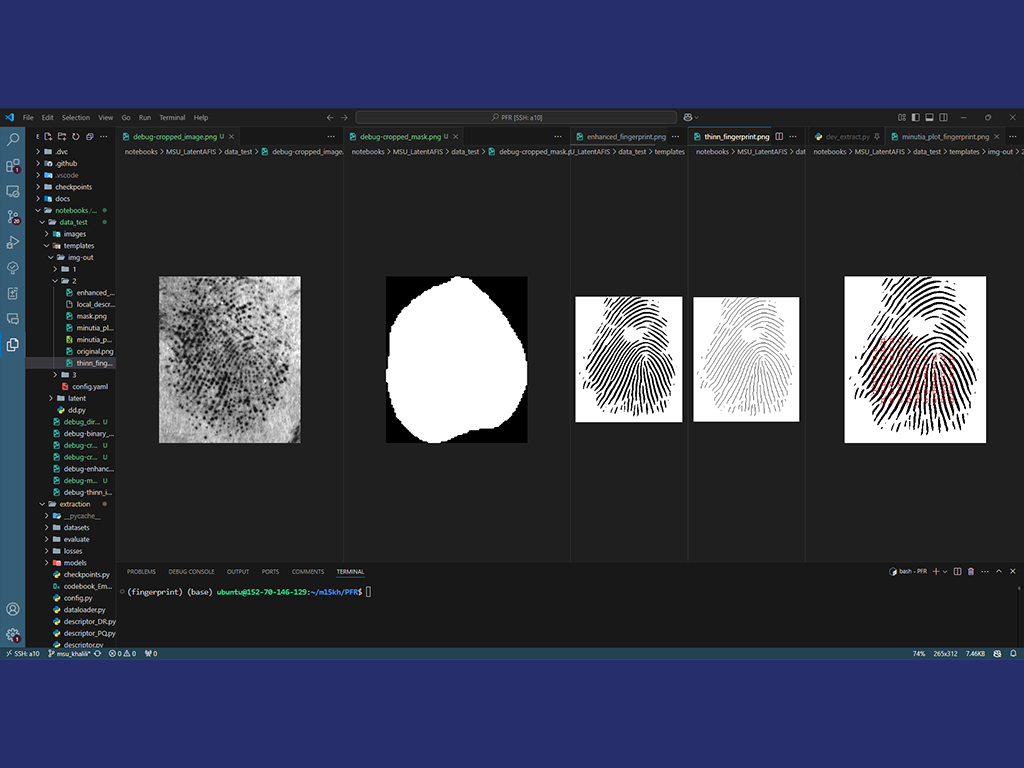 File Edit Selection View Go Run Terminal Help
PFR [SSH: a10]
debug-cropped_image.png U
debug-cropped_mask.png U
enhanced_fingerprint.png
thinn_fingerprint.png
dev_extract.py
minutia_plot_fingerprint.png
notebooks > MSU_LatentAFIS > data_test > debug-cropped_image.
notebooks > MSU_LatentAFIS > data_test > debug-cropped_mask.p
U_LatentAFIS > data_test > templates
notebooks > MSU_LatentAFIS > dat
notebooks > MSU_LatentAFIS > data_test > templates > img-out > 2
.dvc
.github
.vscode
checkpoints
docs
notebooks/...
data_test
images
templates
img-out
1
2
enhanced_...
local_descr...
mask.png
minutia_pl...
minutia_p...
original.png
thinn_fing...
3
config.yaml
latent
dd.py
debug_dir... U
debug-binary_...
debug-cr... U
debug-cr... U
debug-enhanc...
debug-m... U
debug-thinn_i...
extraction
__pycache__
datasets
evaluate
losses
models
checkpoints.py
codebook_Em...
config.py
dataloader.py
descriptor_DR.py
descriptor_PQ.py
descriptor.py
PROBLEMS DEBUG CONSOLE OUTPUT PORTS COMMENTS TERMINAL
bash - PFR
(fingerprint) (base) ubuntu@152-70-146-129:~/m15kh/PFR$
SSH: a10 msu_khalili* 0 0 0
74% 265x312 7.46KB